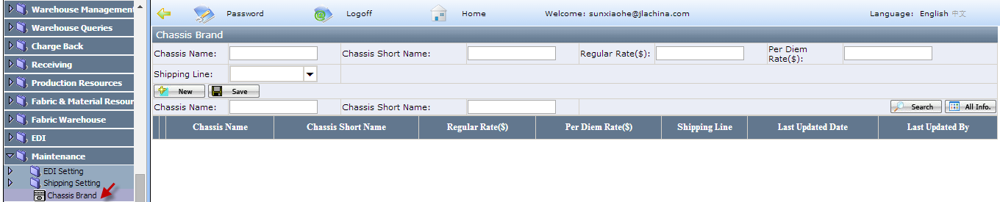 Warehouse Management
Warehouse Queries
Charge Back
Receiving
Production Resources
Fabric & Material Resour
Fabric Warehouse
EDI
Maintenance
EDI Setting
Shipping Setting
Chassis Brand
Password Logoff Home Welcome: sunxiaohe@jlachina.com Language: English 中文
Chassis Brand
Chassis Name: Chassis Short Name: Regular Rate($): Per Diem
Rate($):
Shipping Line:
New Save
Chassis Name: Chassis Short Name: Search All Info.
Chassis Name Chassis Short Name Regular Rate($) Per Diem Rate($) Shipping Line Last Updated Date Last Updated By